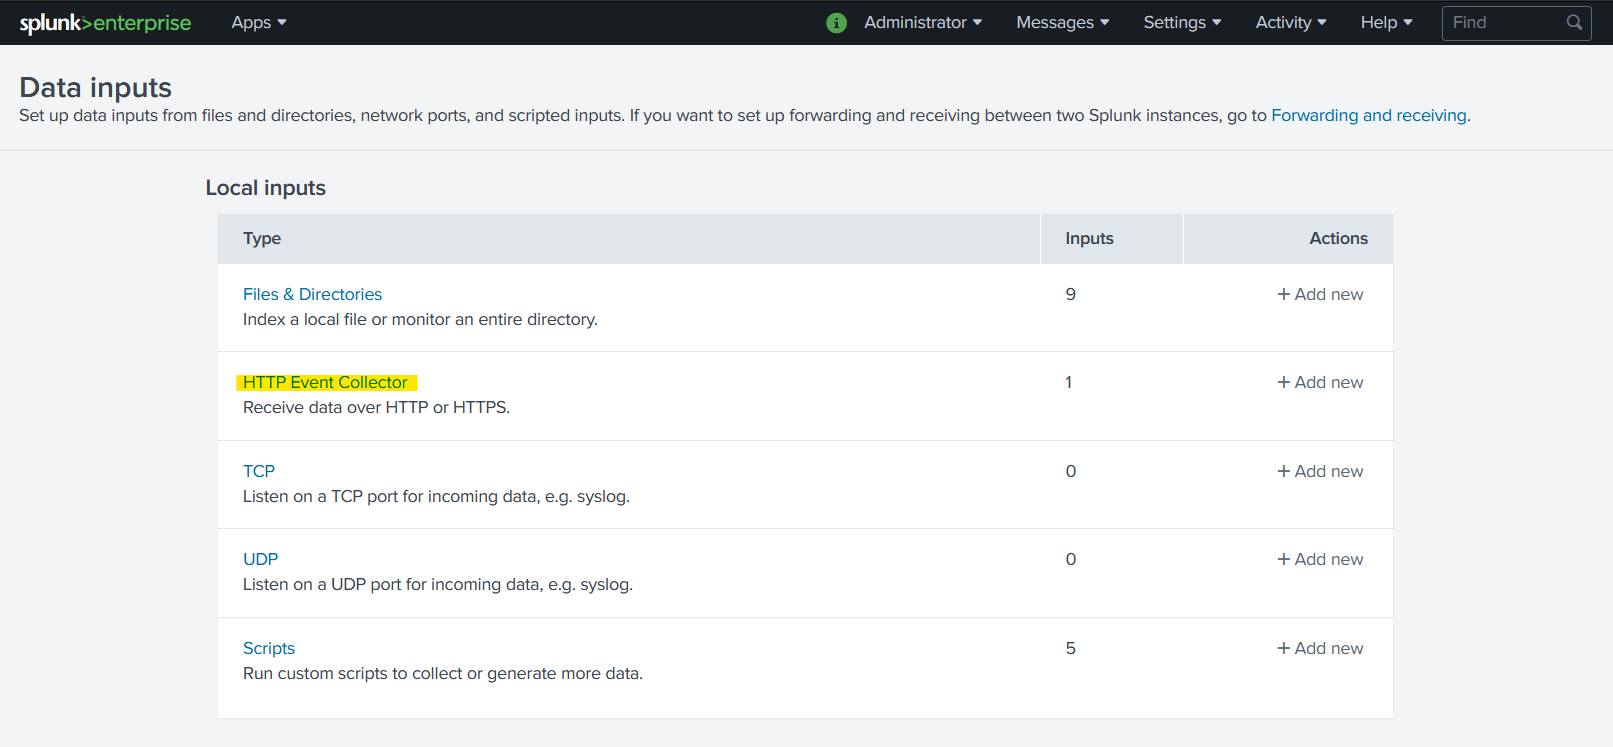 splunk>enterprise Apps Administrator Messages Settings Activity Help Find
Data inputs
Set up data inputs from files and directories, network ports, and scripted inputs. If you want to set up forwarding and receiving between two Splunk instances, go to Forwarding and receiving.
Local inputs
Type Inputs Actions
Files & Directories 9 + Add new
Index a local file or monitor an entire directory.
HTTP Event Collector 1 + Add new
Receive data over HTTP or HTTPS.
TCP 0 + Add new
Listen on a TCP port for incoming data, e.g. syslog.
UDP 0 + Add new
Listen on a UDP port for incoming data, e.g. syslog.
Scripts 5 + Add new
Run custom scripts to collect or generate more data.